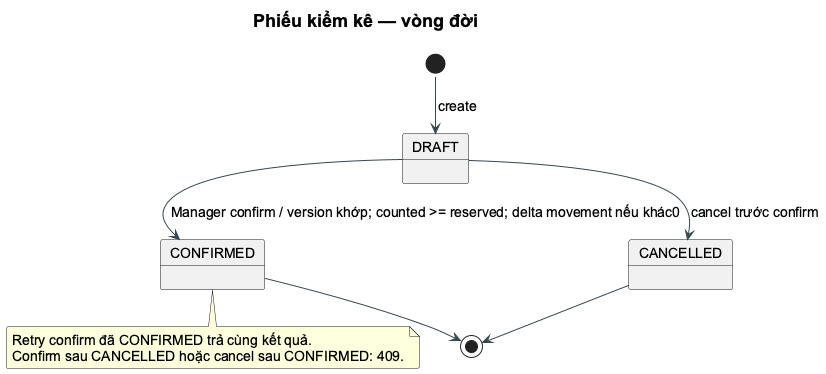 Phiếu kiểm kê — vòng đời
create
DRAFT
Manager confirm / version khớp; counted >= reserved; delta movement nếu khác0
cancel trước confirm
CONFIRMED
CANCELLED
Retry confirm đã CONFIRMED trả cùng kết quả.
Confirm sau CANCELLED hoặc cancel sau CONFIRMED: 409.